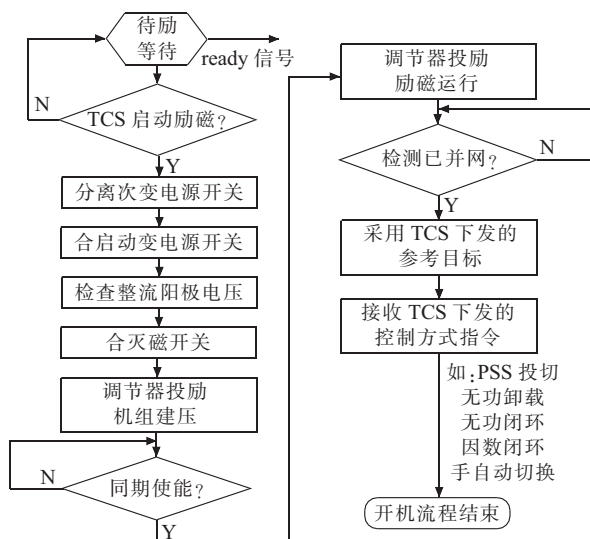 待励
等待
ready 信号
N
TCS 启动励磁?
Y
分离次变电源开关
合启动变电源开关
检查整流阳极电压
合灭磁开关
调节器投励
机组建压
N
同期使能?
Y
调节器投励
励磁运行
检测已并网?
N
Y
采用 TCS 下发的
参考目标
接收 TCS 下发的
控制方式指令
如:PSS 投切
无功卸载
无功闭环
因数闭环
手自动切换
开机流程结束